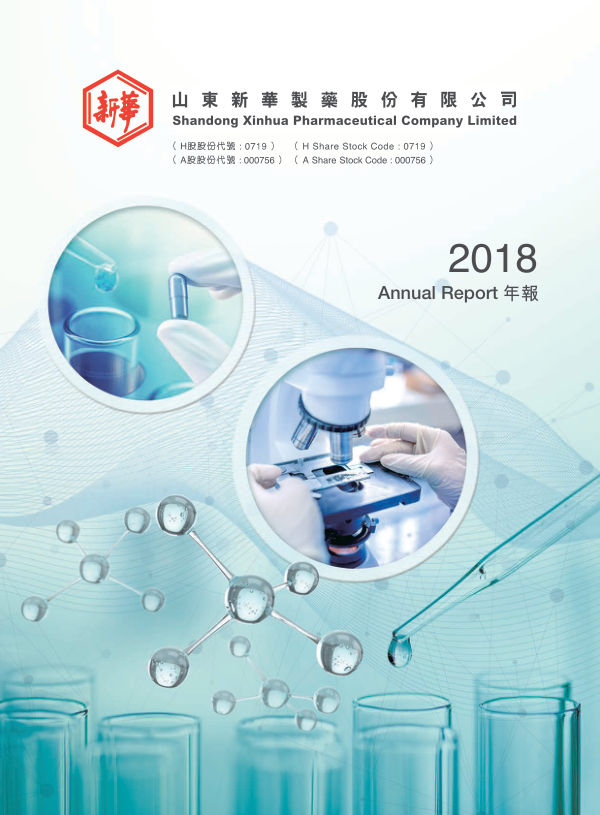 新華
山東新華製藥股份有限公司
Shandong Xinhua Pharmaceutical Company Limited
（ H股股份代號 : 0719 ） （ H Share Stock Code : 0719 ）
（ A股股份代號 : 000756 ） （ A Share Stock Code : 000756 ）
2018
Annual Report 年報